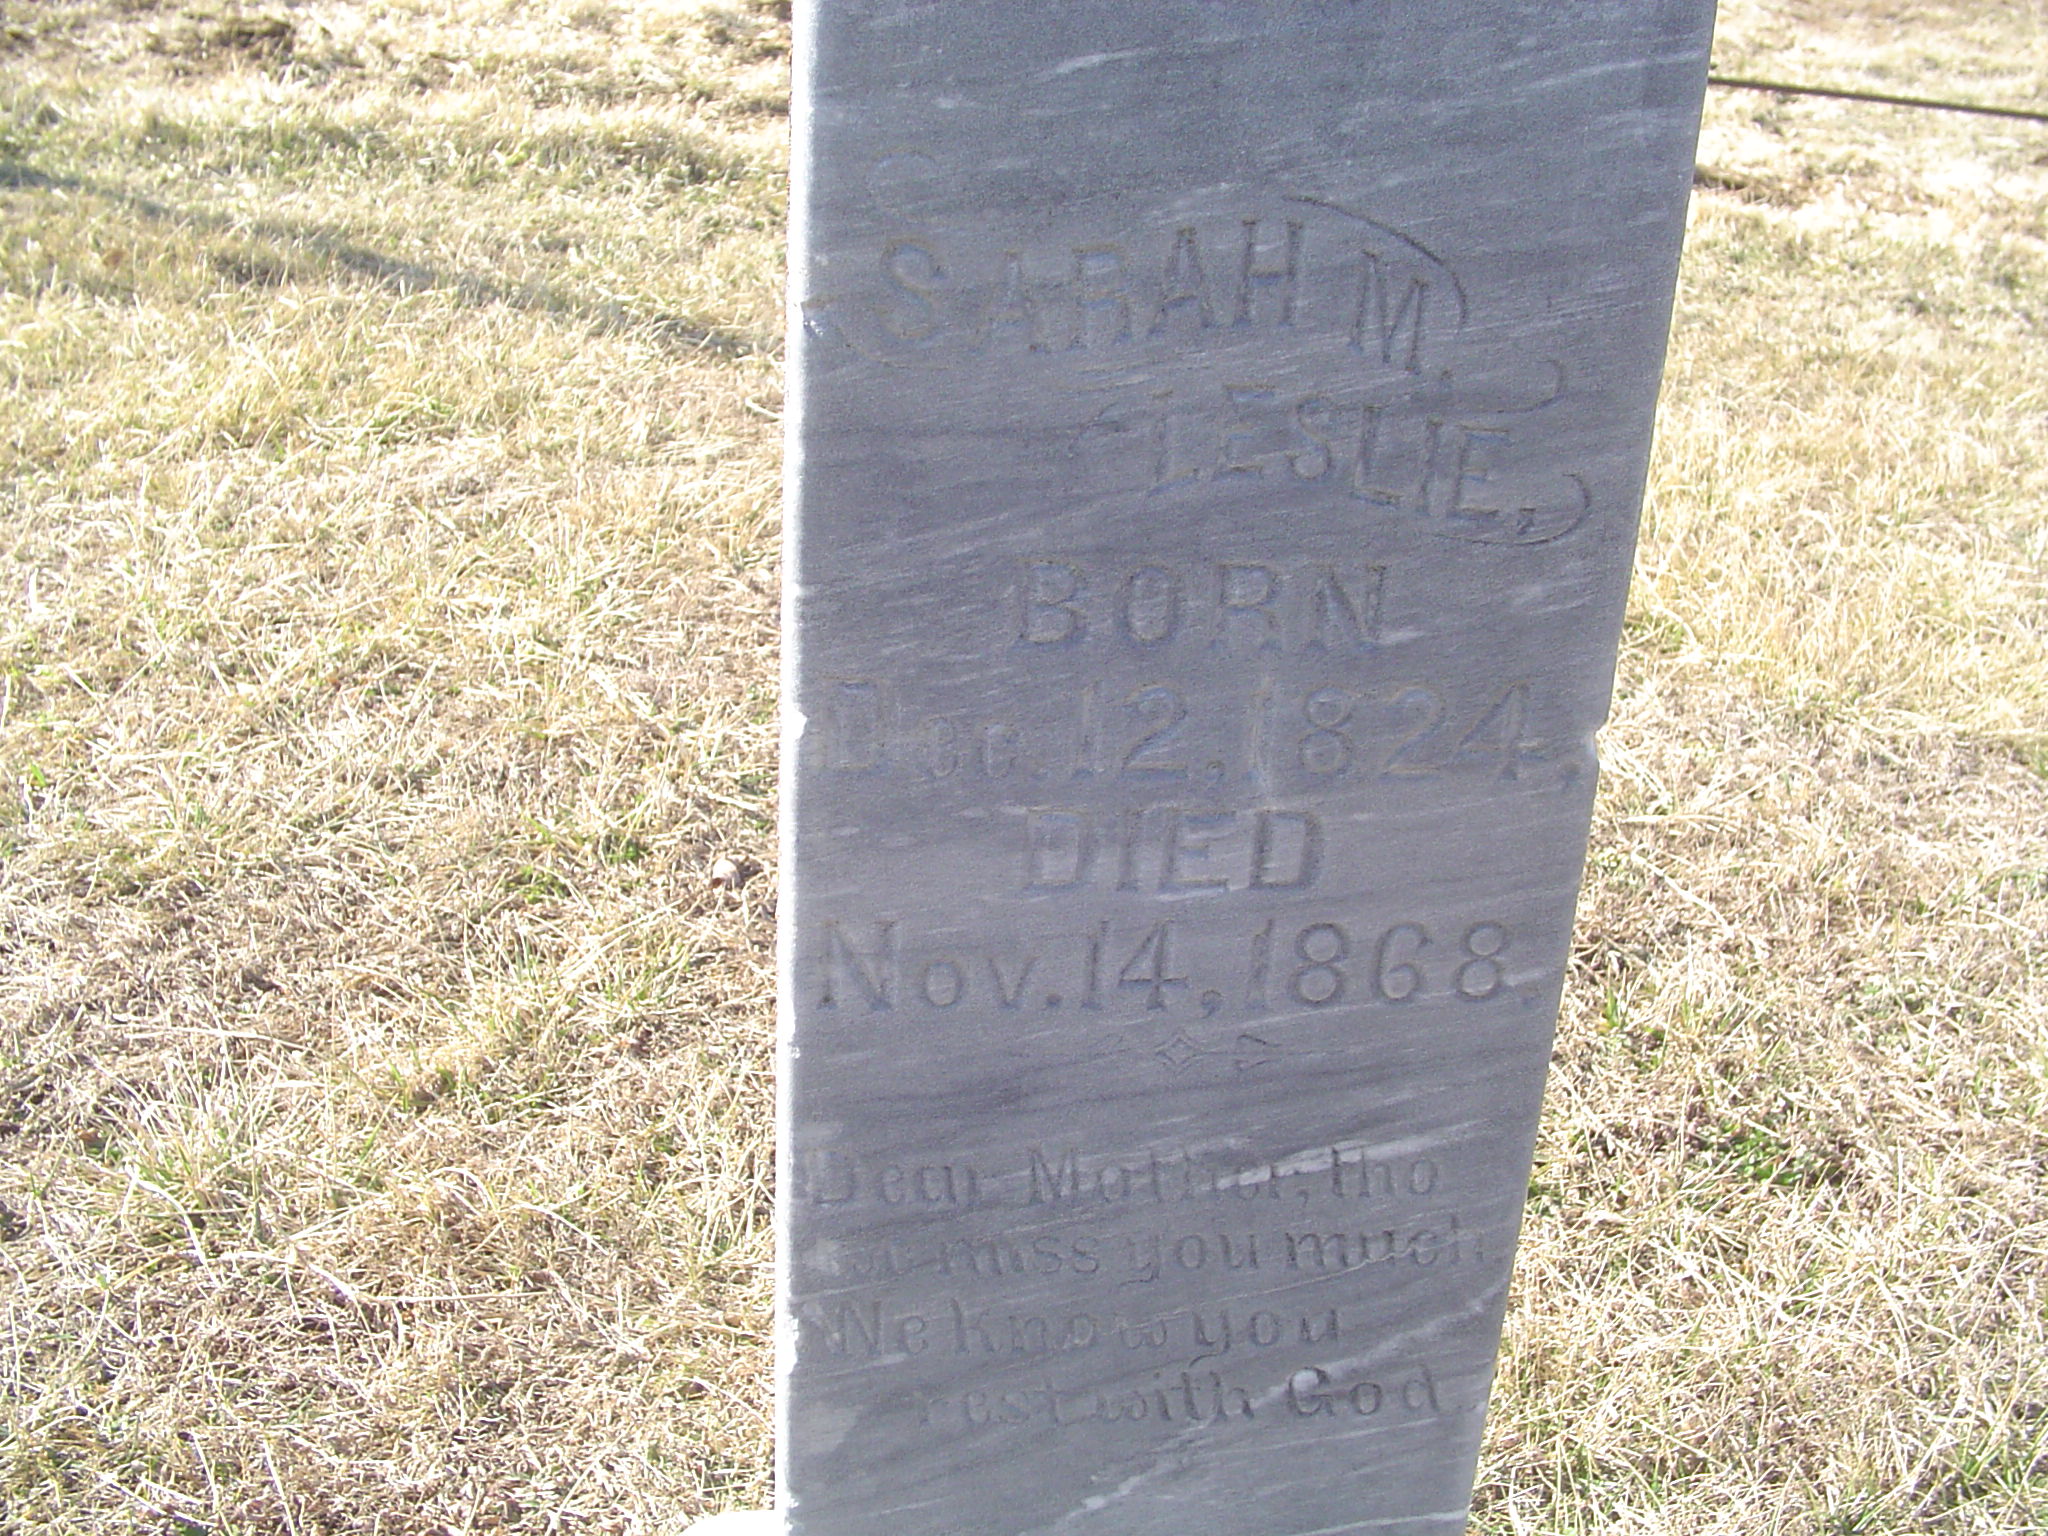 SARAH M.
LESLIE,
BORN
Dec. 12, 1824,
DIED
Nov. 14, 1868.
Dear Mother, tho
miss you much
We know you
rest with God.